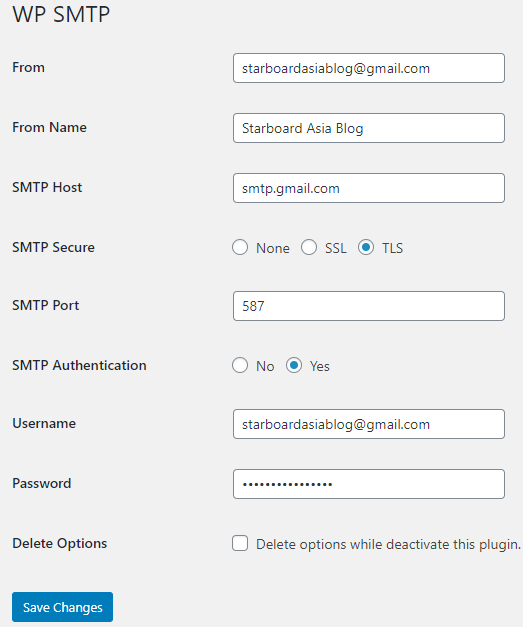 WP SMTP
From
starboardasiablog@gmail.com
From Name
Starboard Asia Blog
SMTP Host
smtp.gmail.com
SMTP Secure
None SSL TLS
SMTP Port
587
SMTP Authentication
No Yes
Username
starboardasiablog@gmail.com
Password
••••••••••••••••
Delete Options
Delete options while deactivate this plugin.
Save Changes